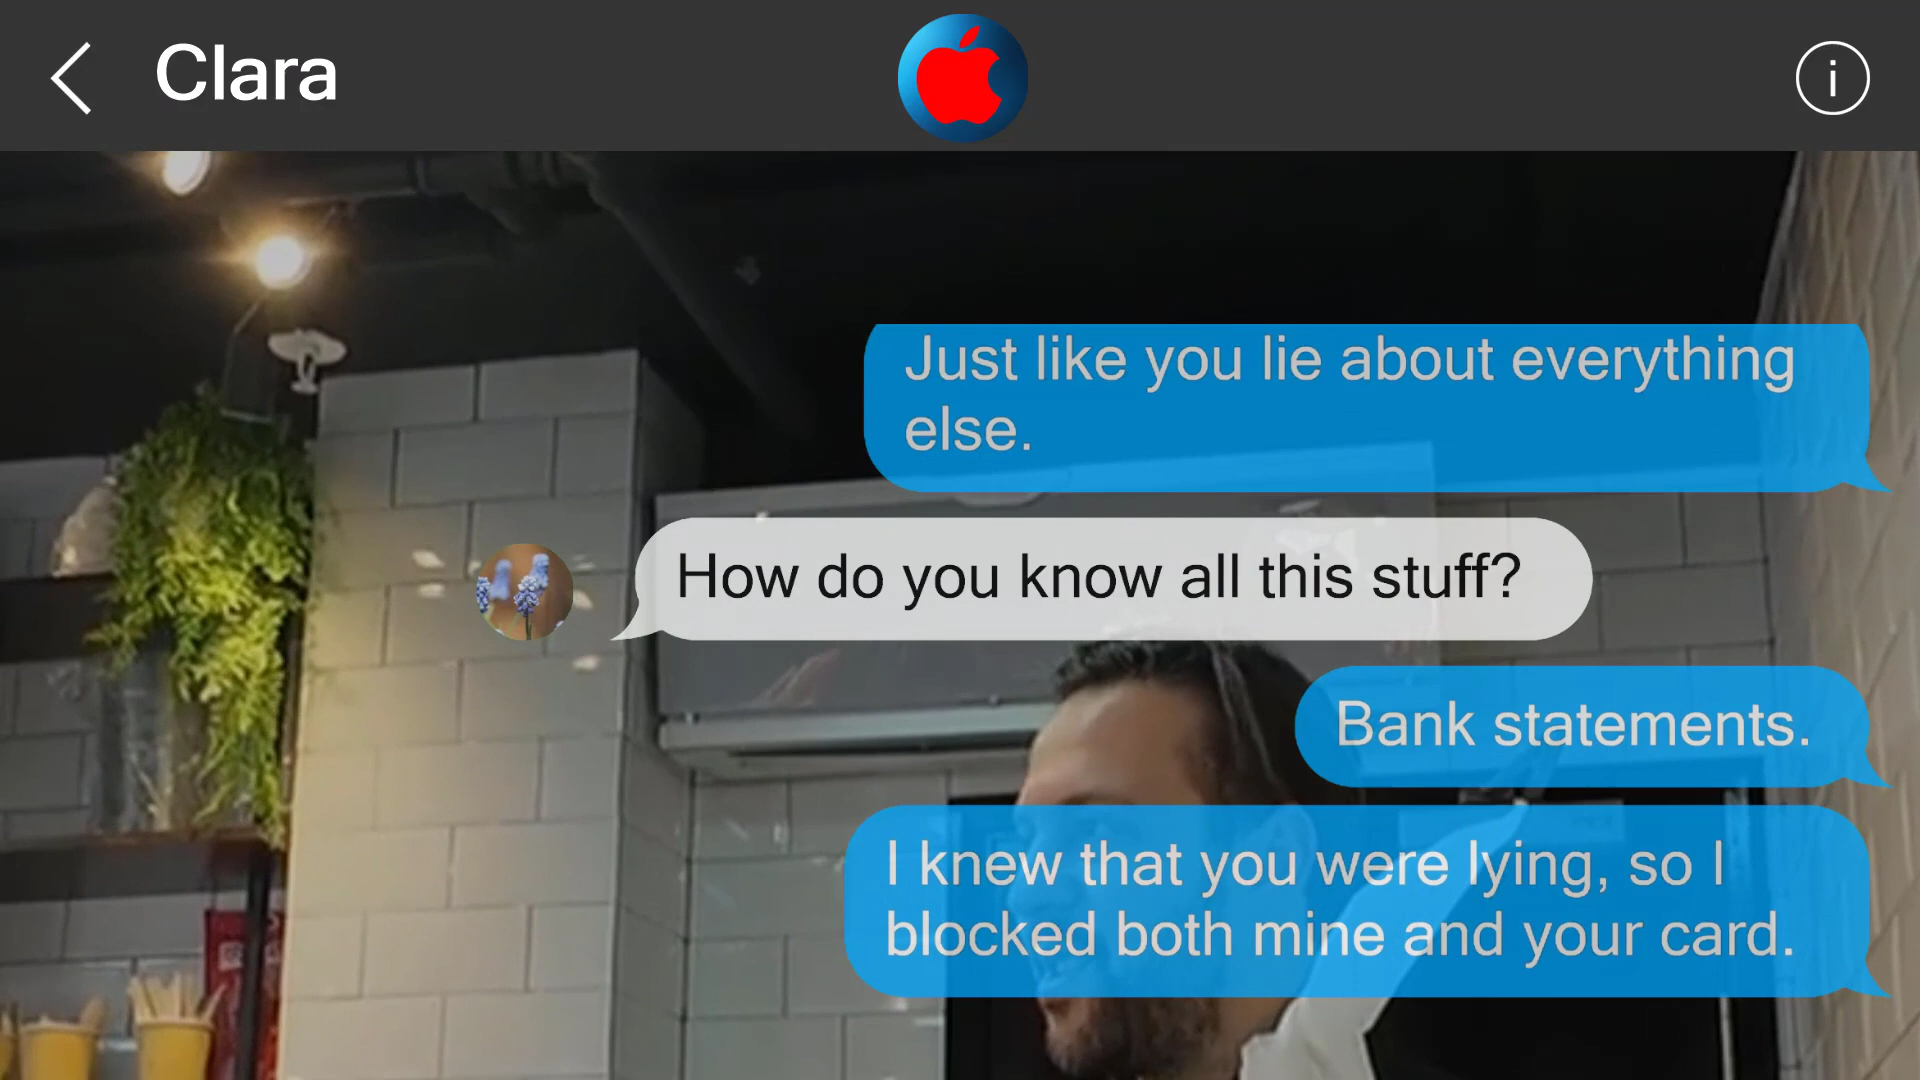 Clara
Just like you lie about everything
else.
How do you know all this stuff?
Bank statements.
I knew that you were lying, so I
blocked both mine and your card.